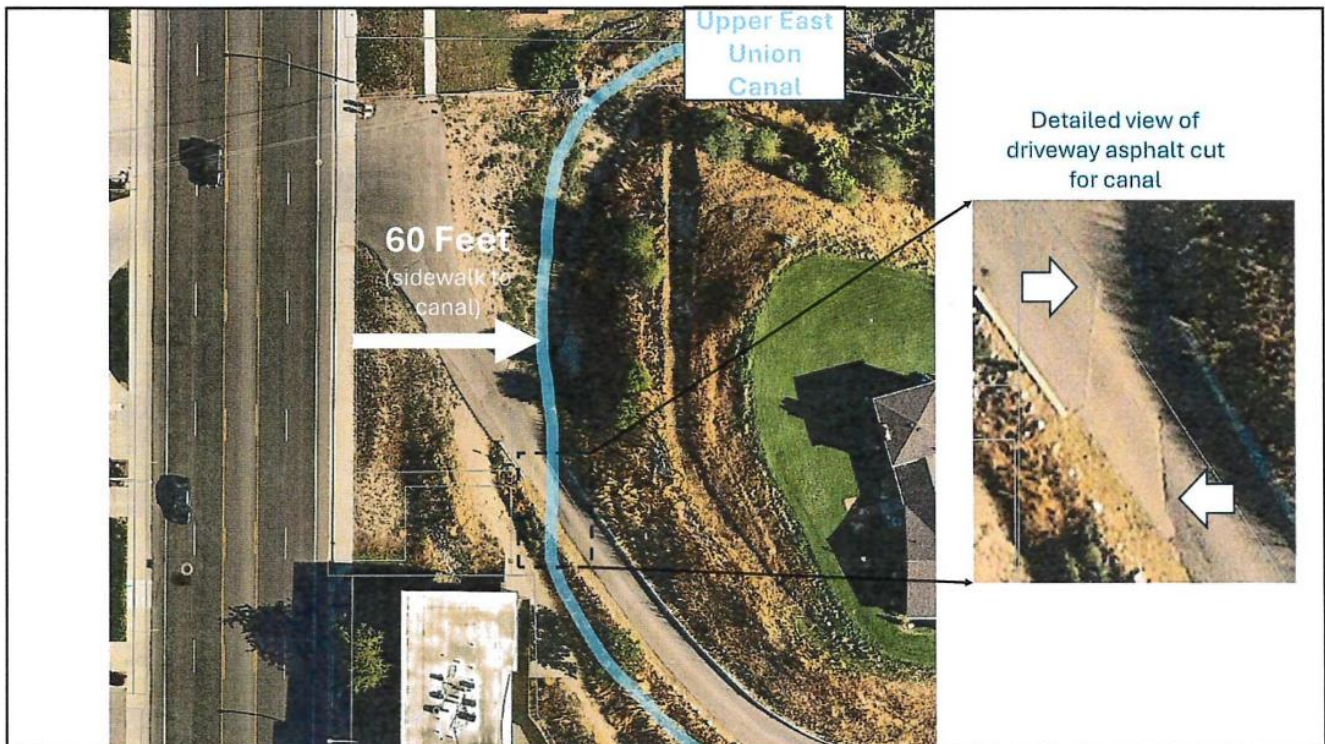 Upper East
Union
Canal
Detailed view of
driveway asphalt cut
for canal
60 Feet
(sidewalk to
canal)